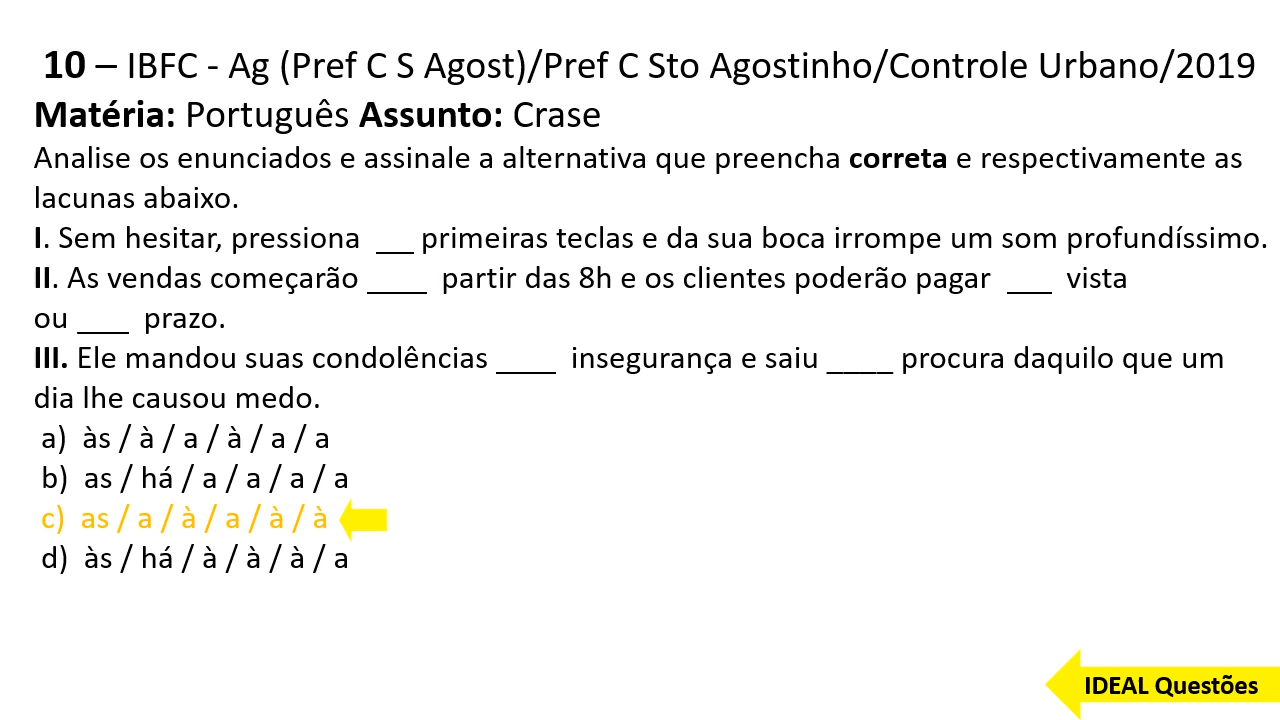 10 – IBFC - Ag (Pref C S Agost)/Pref C Sto Agostinho/Controle Urbano/2019
Matéria: Português Assunto: Crase
Analise os enunciados e assinale a alternativa que preencha correta e respectivamente as
lacunas abaixo.
I. Sem hesitar, pressiona ___ primeiras teclas e da sua boca irrompe um som profundíssimo.
II. As vendas começarão ____ partir das 8h e os clientes poderão pagar ___ vista
ou ____ prazo.
III. Ele mandou suas condolências ____ insegurança e saiu ____ procura daquilo que um
dia lhe causou medo.
a) às / à / a / à / a / a
b) as / há / a / a / a / a
c) as / a / à / a / à / à
d) às / há / à / à / à / a
IDEAL Questões